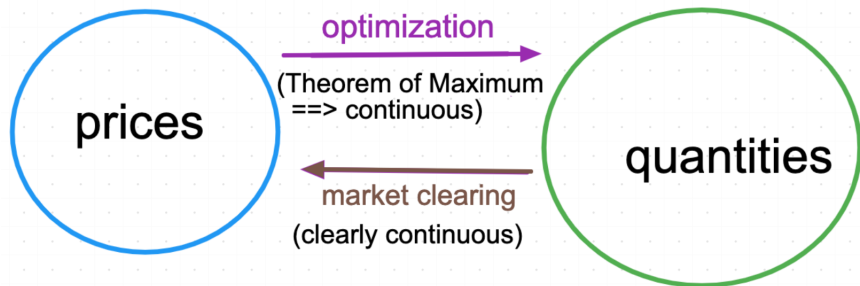 optimization
(Theorem of Maximum
==> continuous)
prices
quantities
market clearing
(clearly continuous)